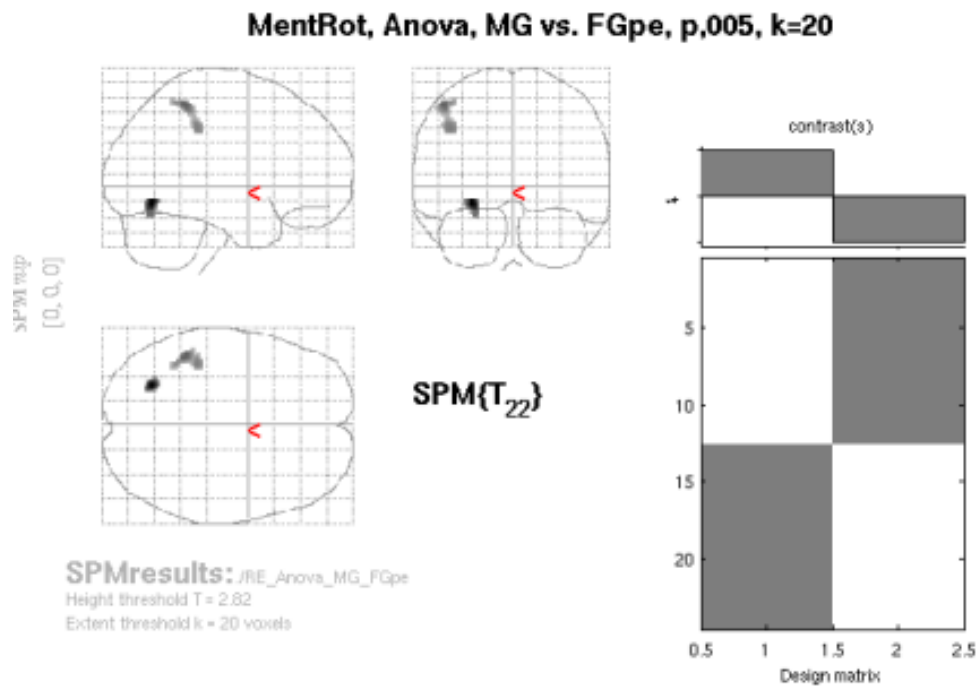 MentRot, Anova, MG vs. FGpe, p,005, k=20
SPM mip
[0, 0, 0]
<
<
<
SPM{T22}
contrast(s)
5
10
15
20
0.5 1 1.5 2 2.5
Design matrix
SPMresults: ./RE_Anova_MG_FGpe
Height threshold T = 2.82
Extent threshold k = 20 voxels